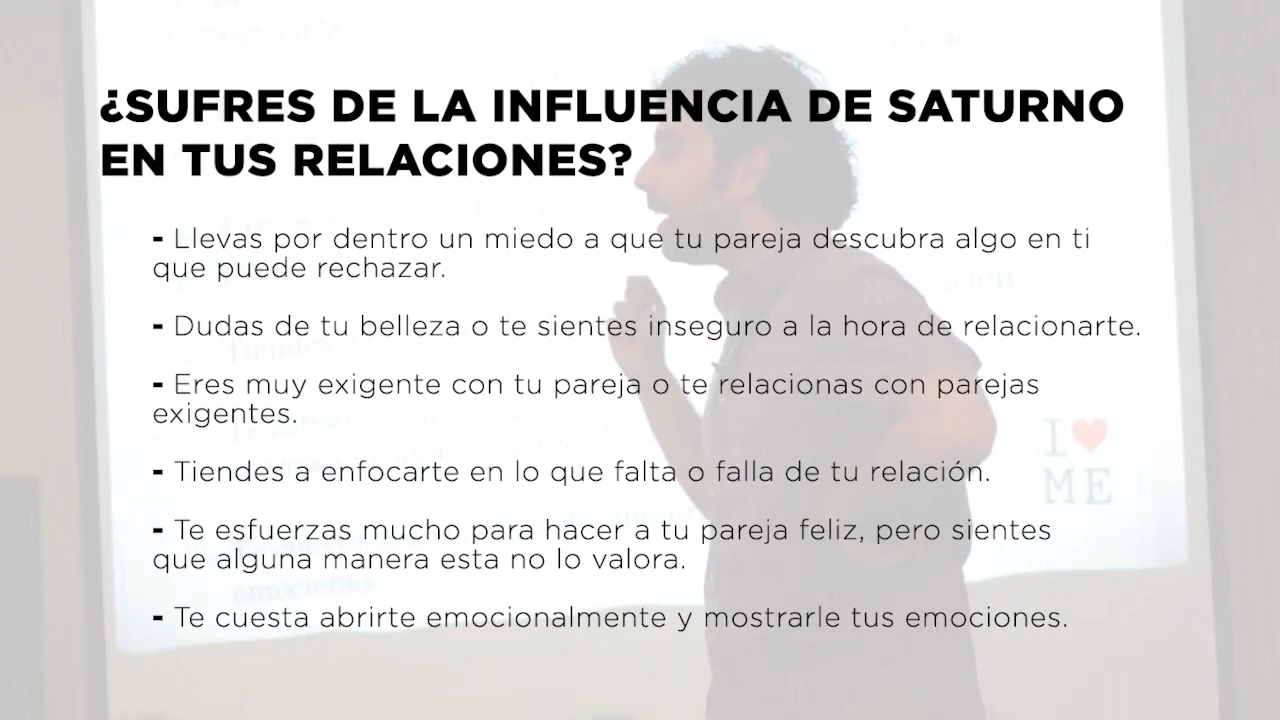 ¿SUFRES DE LA INFLUENCIA DE SATURNO
EN TUS RELACIONES?
- Llevas por dentro un miedo a que tu pareja descubra algo en ti
que puede rechazar.
- Dudas de tu belleza o te sientes inseguro a la hora de relacionarte.
- Eres muy exigente con tu pareja o te relacionas con parejas
exigentes.
- Tiendes a enfocarte en lo que falta o falla de tu relación.
- Te esfuerzas mucho para hacer a tu pareja feliz, pero sientes
que alguna manera esta no lo valora.
- Te cuesta abrirte emocionalmente y mostrarle tus emociones.
I ❤
ME